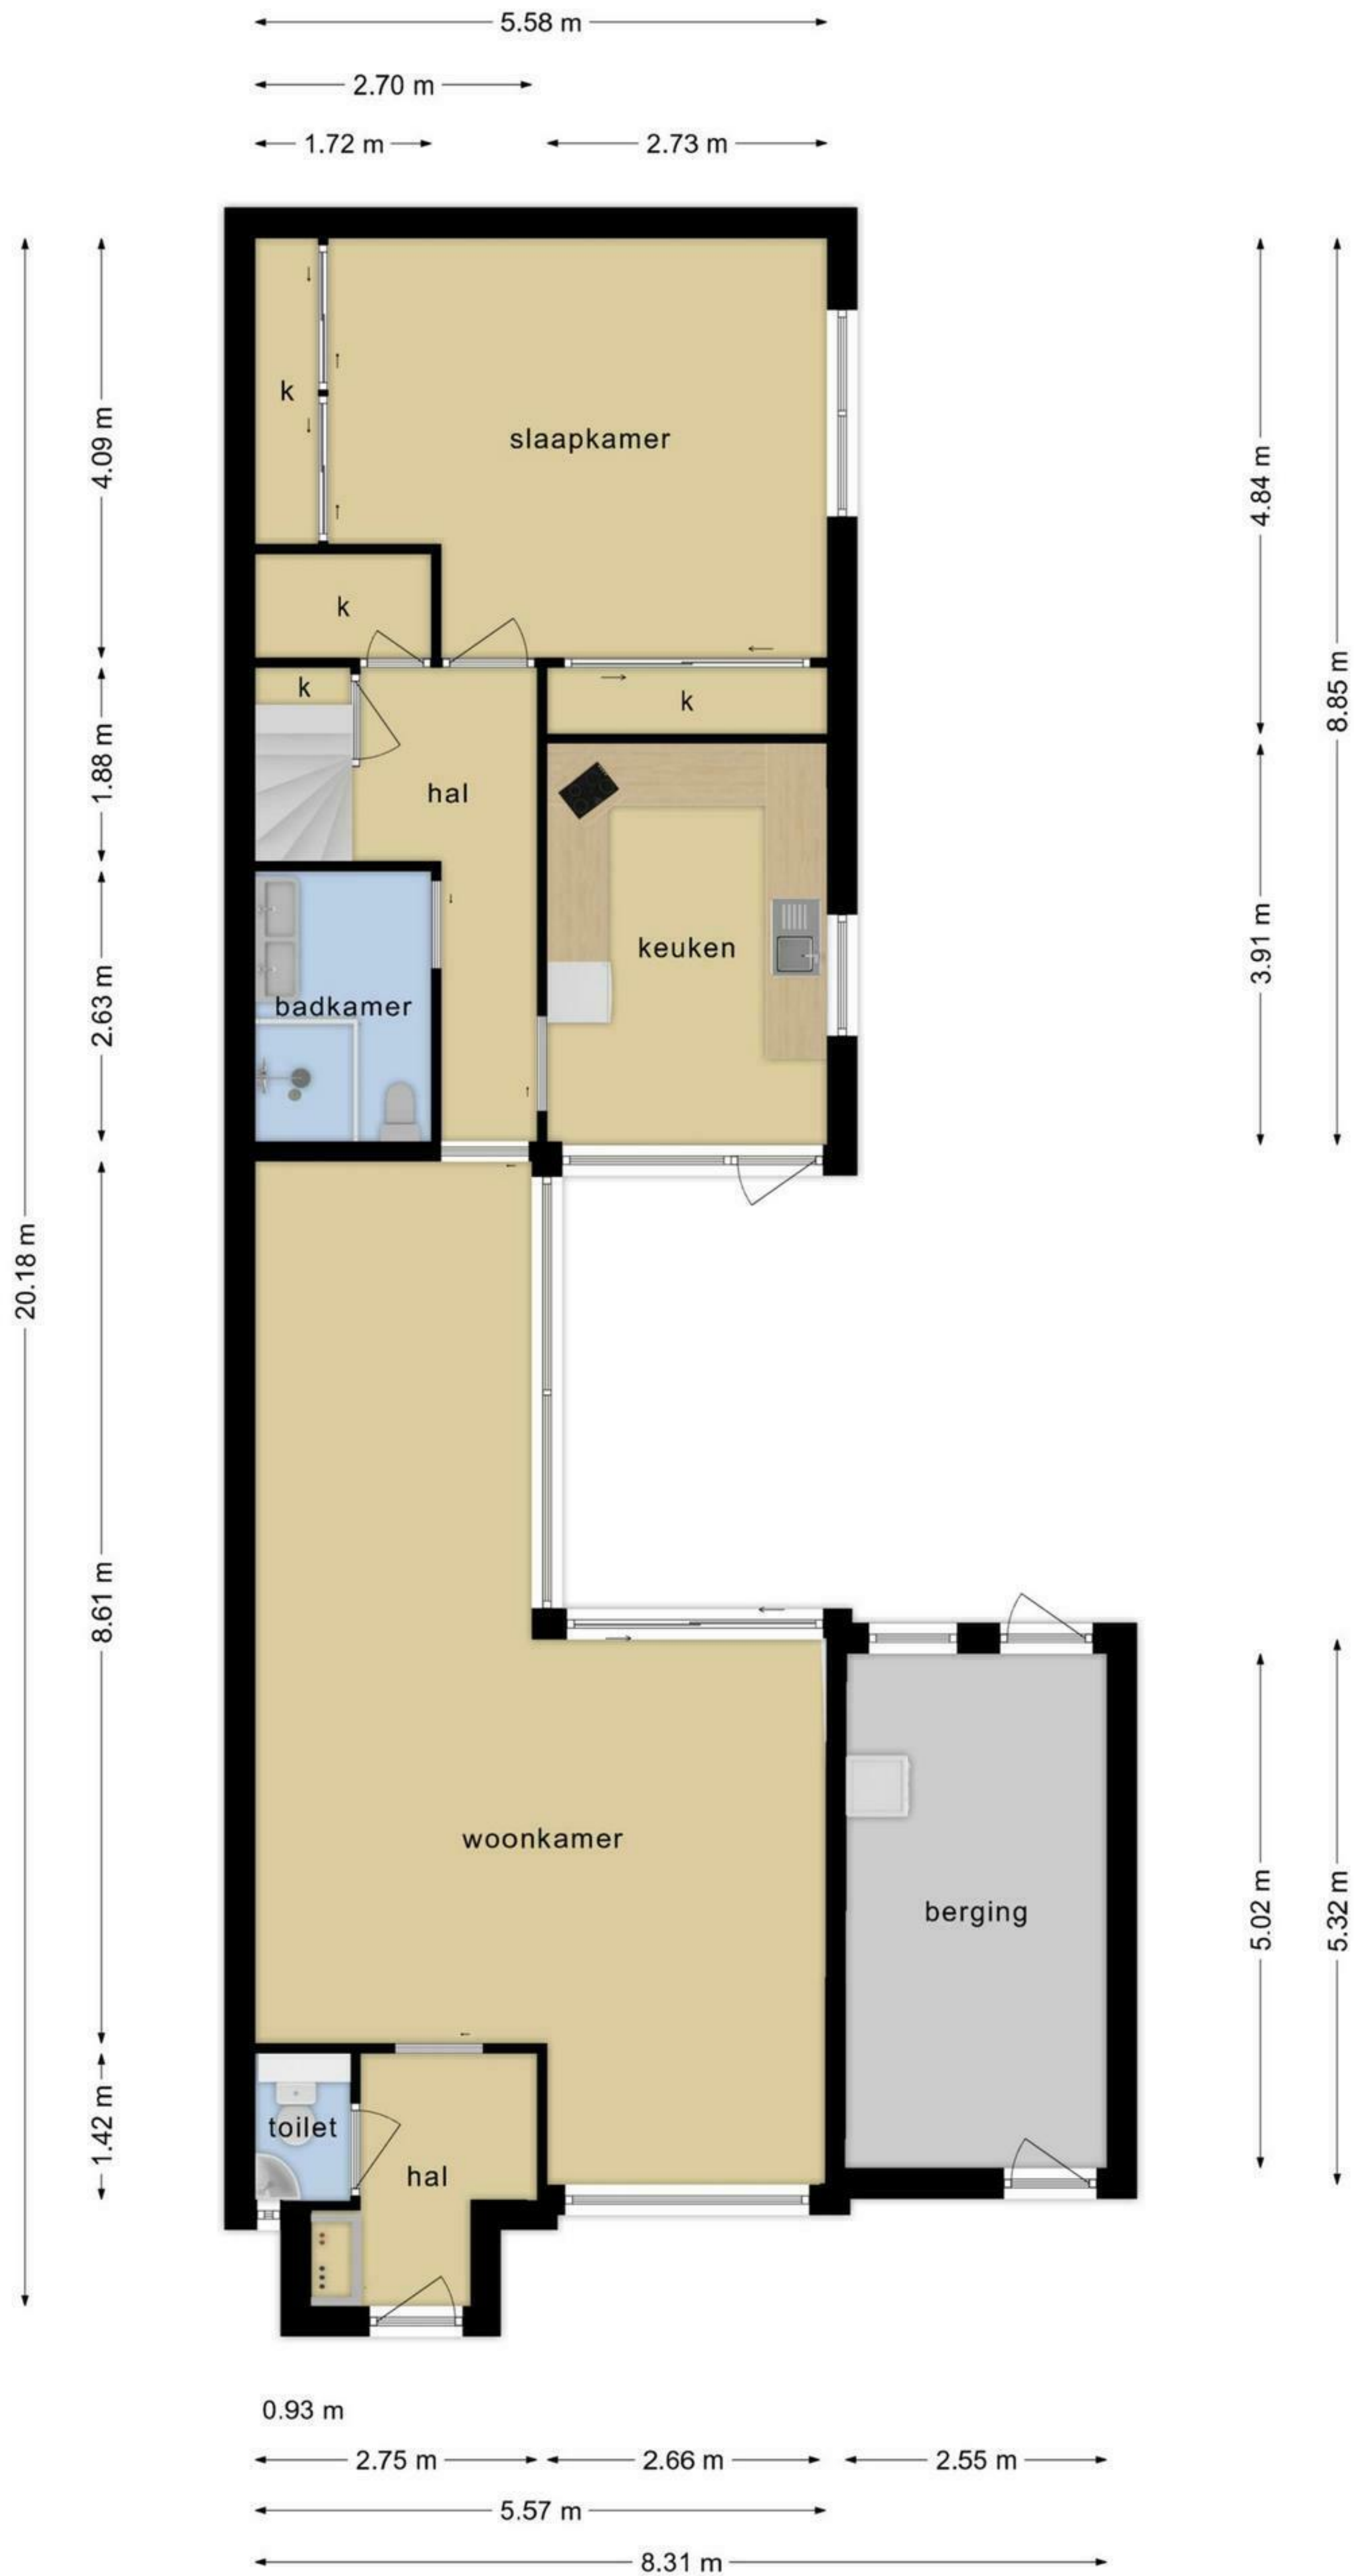 5.58 m
2.70 m
1.72 m
2.73 m
k
slaapkamer
4.09 m
4.84 m
k
k
k
8.85 m
1.88 m
hal
keuken
3.91 m
badkamer
2.63 m
20.18 m
8.61 m
woonkamer
berging
5.02 m
5.32 m
toilet
1.42 m
hal
0.93 m
2.75 m
2.66 m
2.55 m
5.57 m
8.31 m